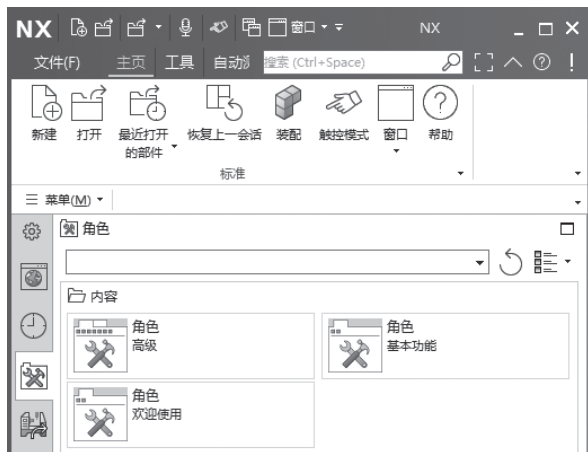 NX 窗口 NX
文件(F) 主页 工具 自动 搜索 (Ctrl+Space)
新建 打开 最近打开的部件 恢复上一会话 装配 触控模式 窗口 帮助
标准
菜单(M)
角色
内容
角色
高级
角色
基本功能
角色
欢迎使用